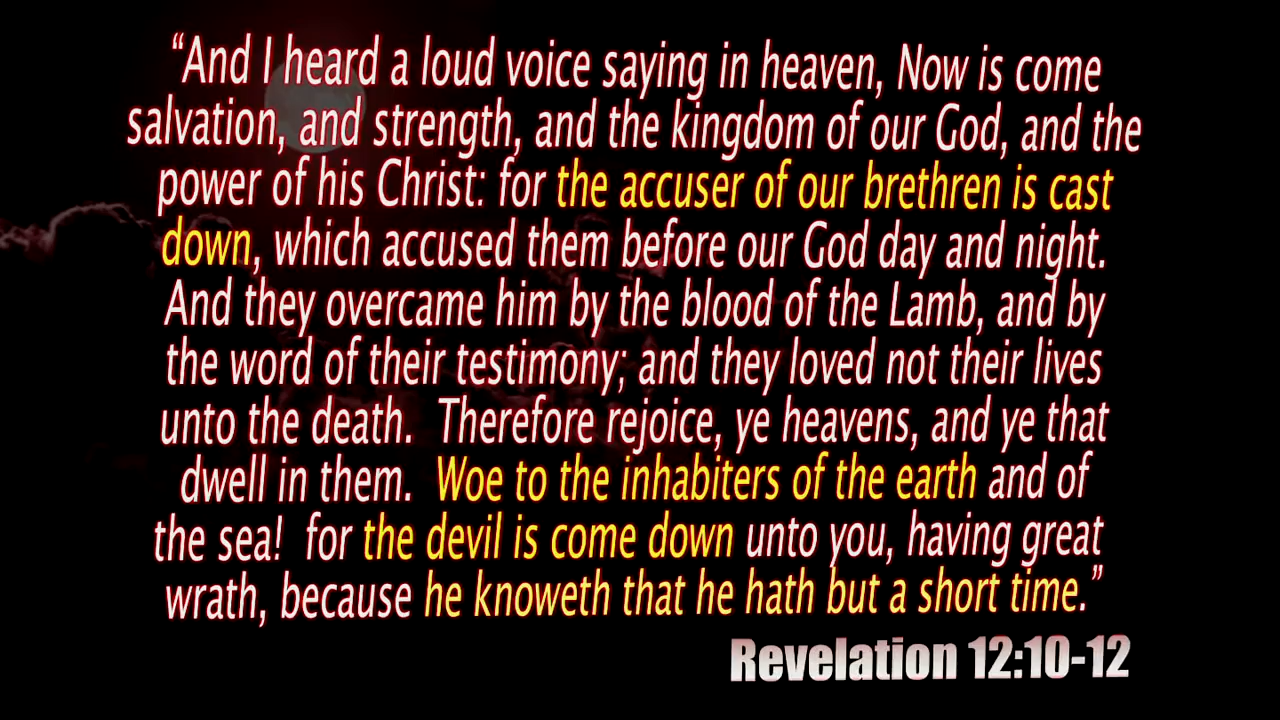 “And I heard a loud voice saying in heaven, Now is come
salvation, and strength, and the kingdom of our God, and the
power of his Christ: for the accuser of our brethren is cast
down, which accused them before our God day and night.
And they overcame him by the blood of the Lamb, and by
the word of their testimony; and they loved not their lives
unto the death.  Therefore rejoice, ye heavens, and ye that
dwell in them.  Woe to the inhabiters of the earth and of
the sea!  for the devil is come down unto you, having great
wrath, because he knoweth that he hath but a short time.”
Revelation 12:10-12